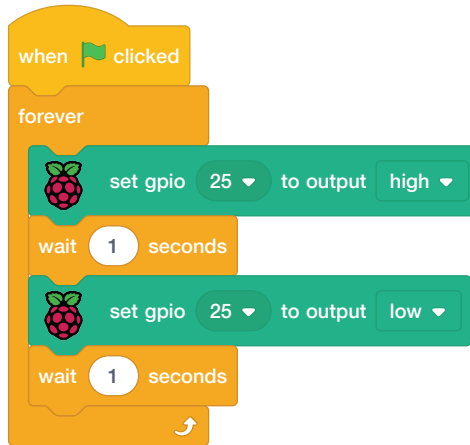 when clicked
forever
set gpio 25 to output high
wait 1 seconds
set gpio 25 to output low
wait 1 seconds